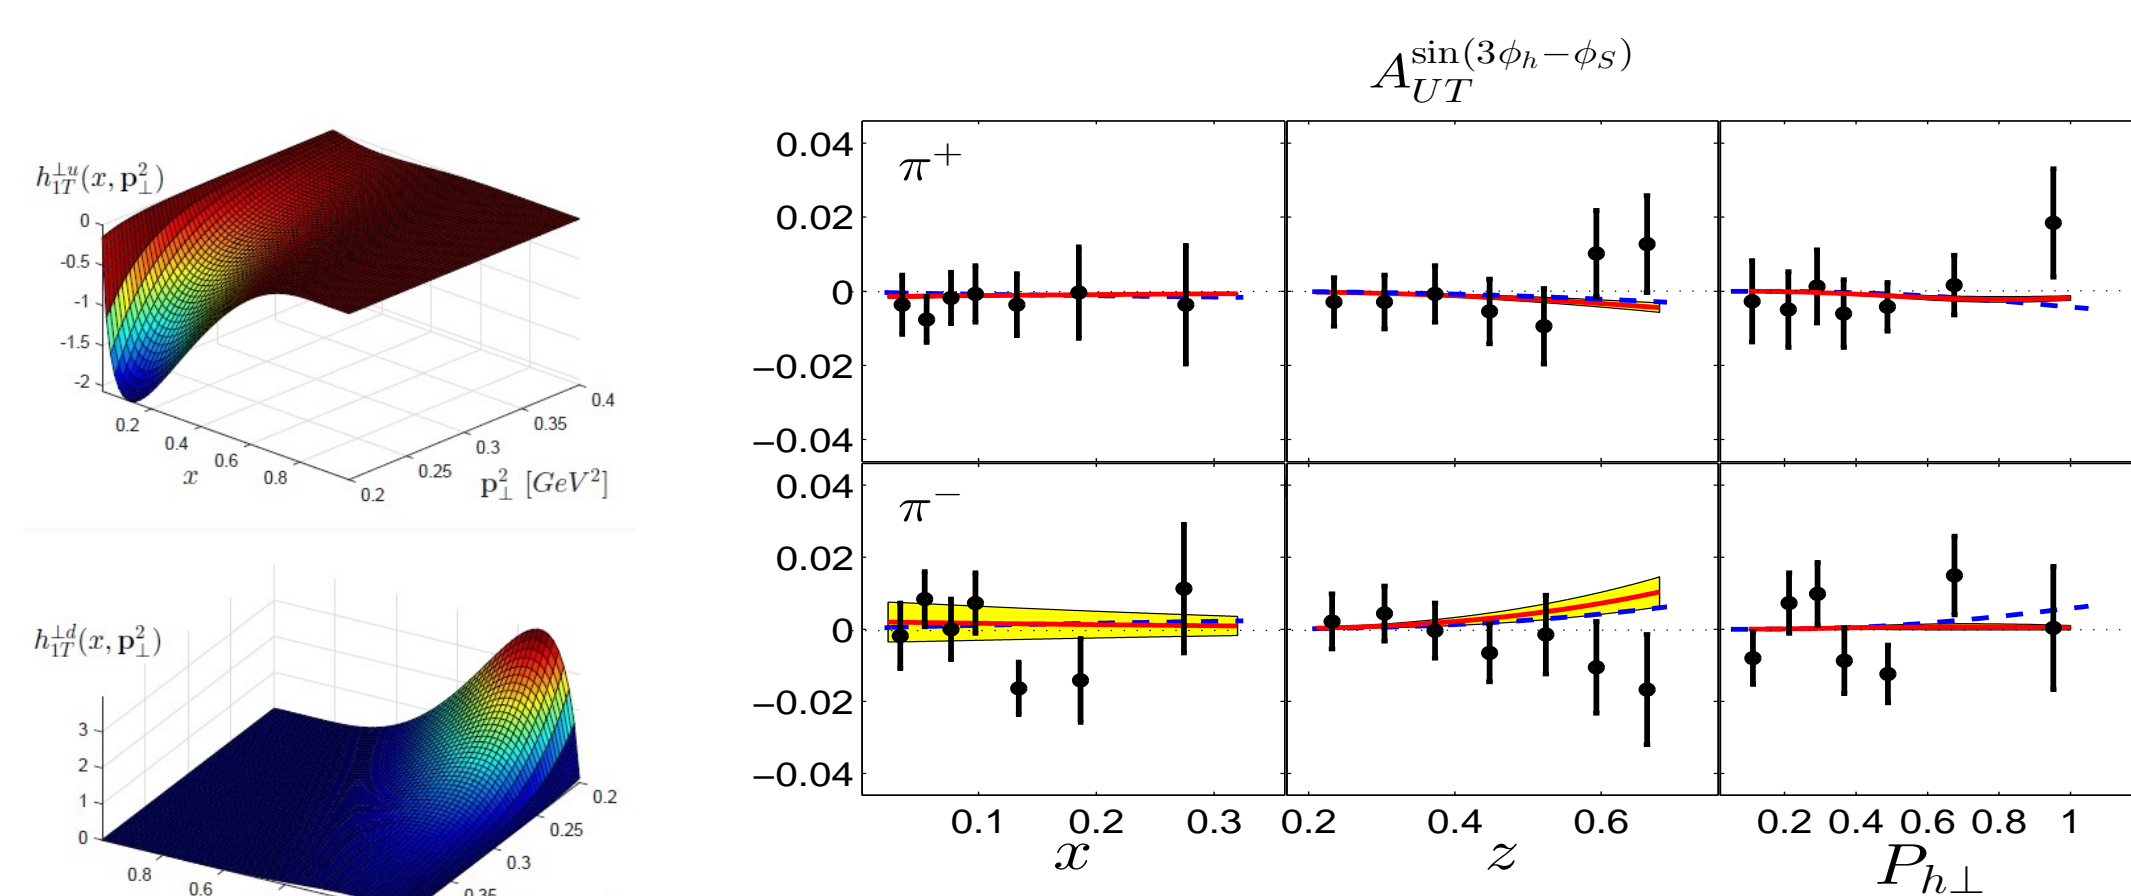 A_{UT}^{sin(3ϕ_h−ϕ_S)}
h_{1T}^{⊥u}(x, p_⊥^2)
0
-0.5
-1
-1.5
-2
0.2
0.4
0.6
0.8
x
0.2
0.25
0.3
0.35
0.4
p_⊥^2 [GeV^2]
h_{1T}^{⊥d}(x, p_⊥^2)
3
2
1
0
0.8
0.6
0.2
0.25
0.3
0.35
π^+
0.04
0.02
0
−0.02
−0.04
π^−
0.04
0.02
0
−0.02
−0.04
0.1 0.2 0.3
x
0.2 0.4 0.6
z
0.2 0.4 0.6 0.8 1
P_{h⊥}